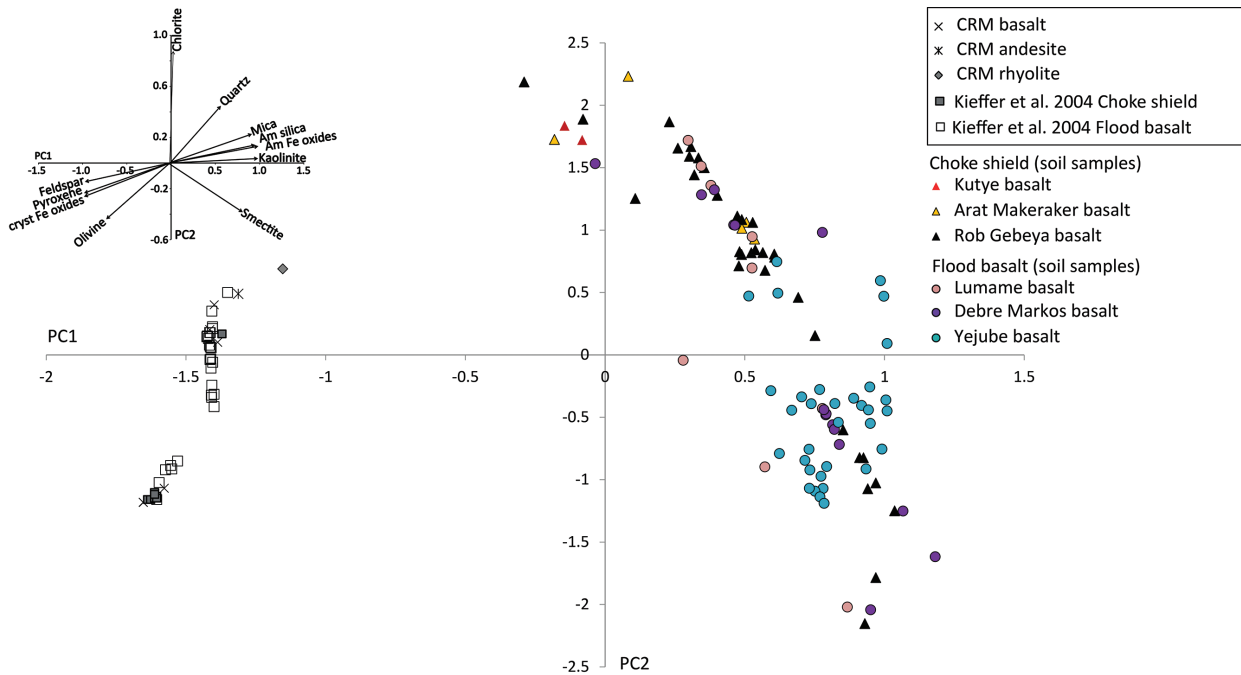 Chlorite
1.0
0.6
0.2
-0.2
-0.6
Quartz
Mica
Am silica
Am Fe oxides
Kaolinite
PC1
-1.5
-1.0
-0.5
0.5
1.0
1.5
Feldspar
Pyroxehe
cryst Fe oxides
Olivine
Smectite
PC2
2.5
2
1.5
1
0.5
0
-0.5
-1
-1.5
-2
-2.5
PC1
-2
-1.5
-1
-0.5
0.5
1
1.5
PC2
CRM basalt
CRM andesite
CRM rhyolite
Kieffer et al. 2004 Choke shield
Kieffer et al. 2004 Flood basalt
Choke shield (soil samples)
Kutye basalt
Arat Makeraker basalt
Rob Gebeya basalt
Flood basalt (soil samples)
Lumame basalt
Debre Markos basalt
Yejube basalt